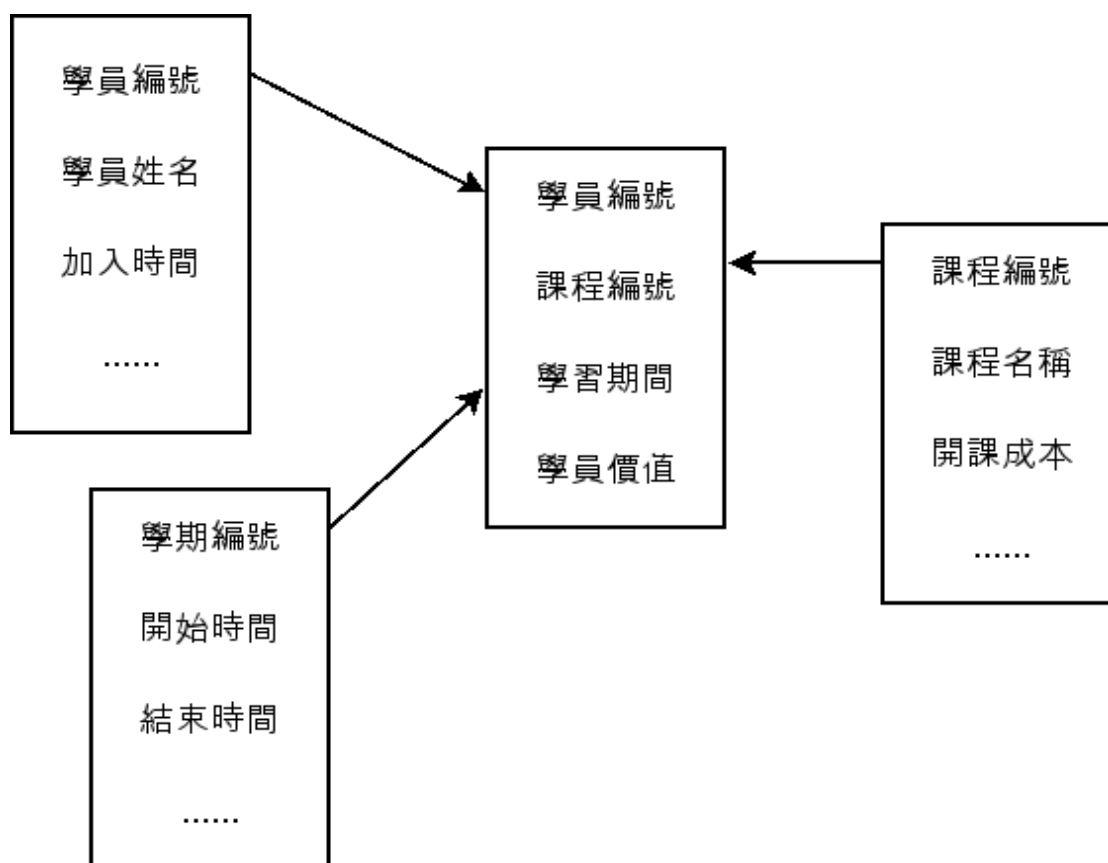 學員編號
學員姓名
加入時間
......
學員編號
課程編號
學習期間
學員價值
課程編號
課程名稱
開課成本
......
學期編號
開始時間
結束時間
......